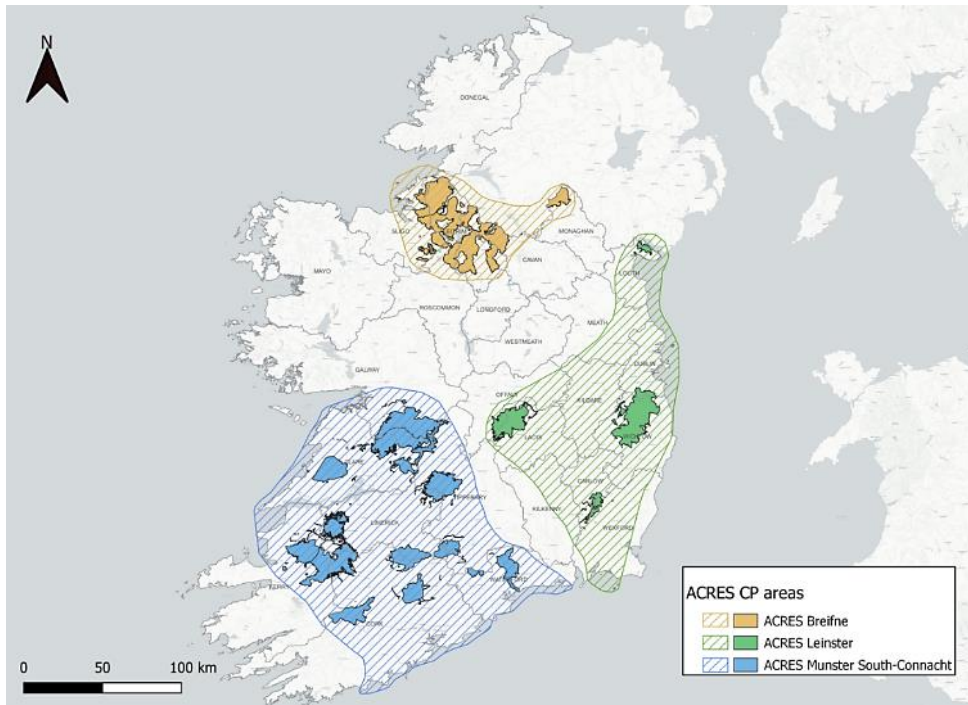 N
DONEGAL
SLIGO
MONAGHAN
CAVAN
MAYO
LOUTH
ROSCOMMON
LONGFORD
MEATH
WESTMEATH
DUBLIN
GALWAY
OFFALY
KILDARE
LAOIS
CLARE
CARLOW
TIPPERARY
KILKENNY
LIMERICK
WEXFORD
WATERFORD
KERRY
CORK
ACRES CP areas
ACRES Breifne
ACRES Leinster
ACRES Munster South-Connacht
0 50 100 km